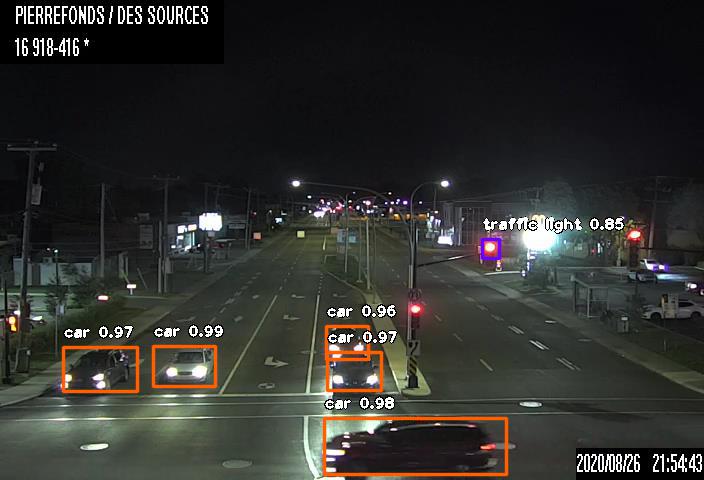 PIERREFONDS / DES SOURCES
16 918-416 *
traffic light 0.85
car 0.96
car 0.97
car 0.99
car 0.97
car 0.98
2020/08/26 21:54:43